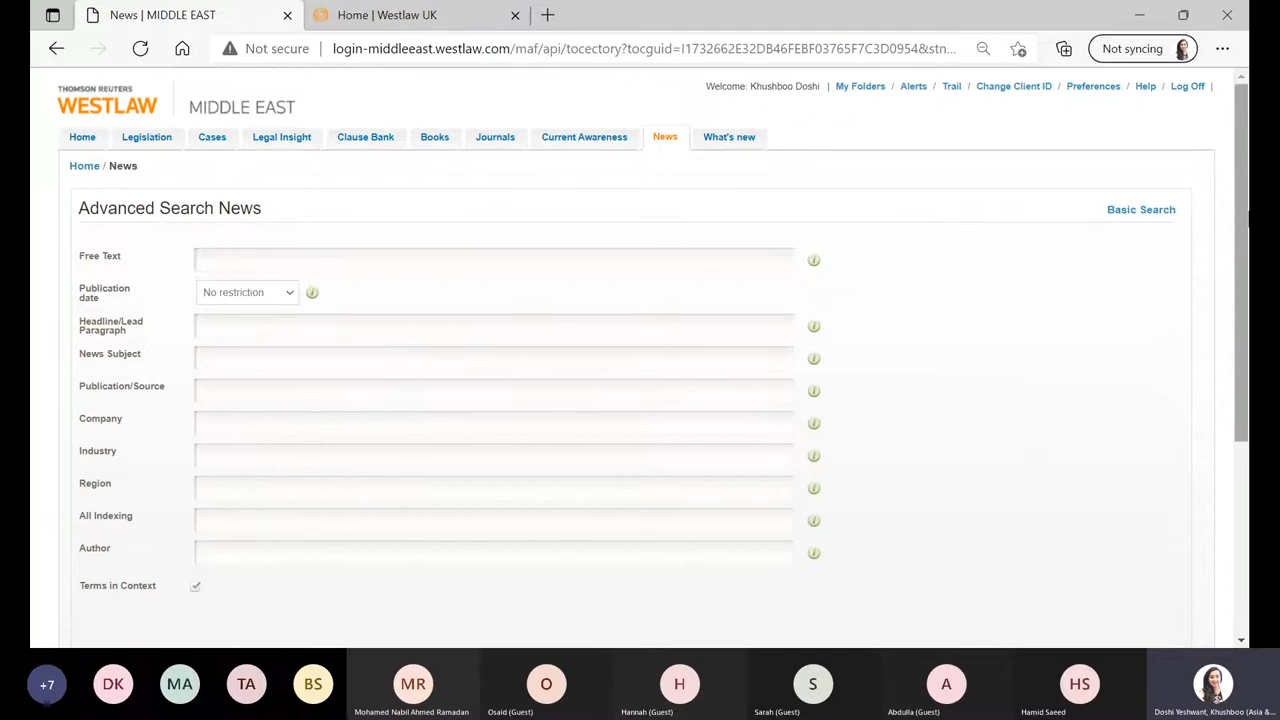 News | MIDDLE EAST
Home | Westlaw UK
Not secure
login-middleeast.westlaw.com/maf/api/tocectory?tocguid=I1732662E32DB46FEBF03765F7C3D0954&stn...
Not syncing
THOMSON REUTERS
WESTLAW
MIDDLE EAST
Welcome: Khushboo Doshi | My Folders / Alerts / Trail / Change Client ID / Preferences / Help / Log Off |
Home Legislation Cases Legal Insight Clause Bank Books Journals Current Awareness News What's new
Home / News
Advanced Search News
Basic Search
Free Text
Publication
date
No restriction
Headline/Lead
Paragraph
News Subject
Publication/Source
Company
Industry
Region
All Indexing
Author
Terms in Context
+7 DK MA TA BS MR O H S A HS
Mohamed Nabil Ahmed Ramadan Osaid (Guest) Hannah (Guest) Sarah (Guest) Abdulla (Guest) Hamid Saeed Doshi Yeshwant, Khushboo (Asia &...